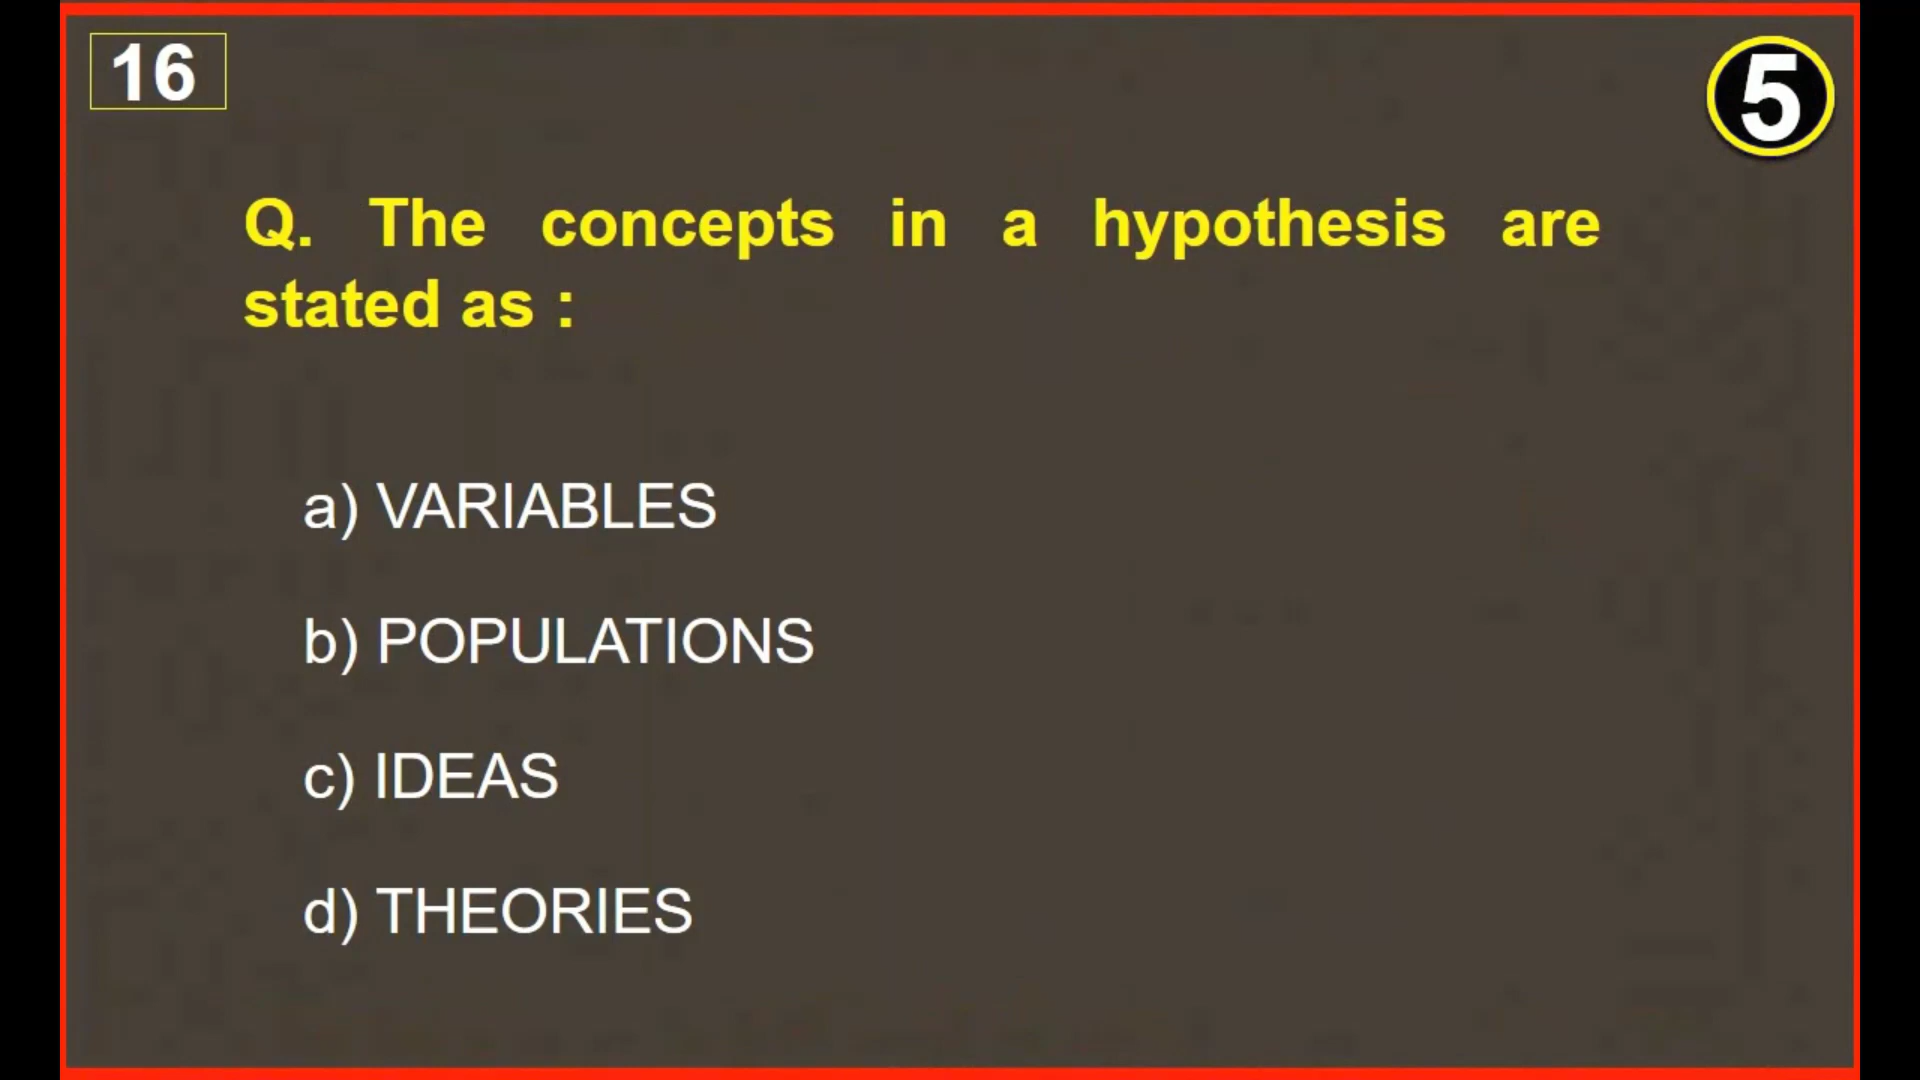 16
5
Q. The concepts in a hypothesis are
stated as :
a) VARIABLES
b) POPULATIONS
c) IDEAS
d) THEORIES